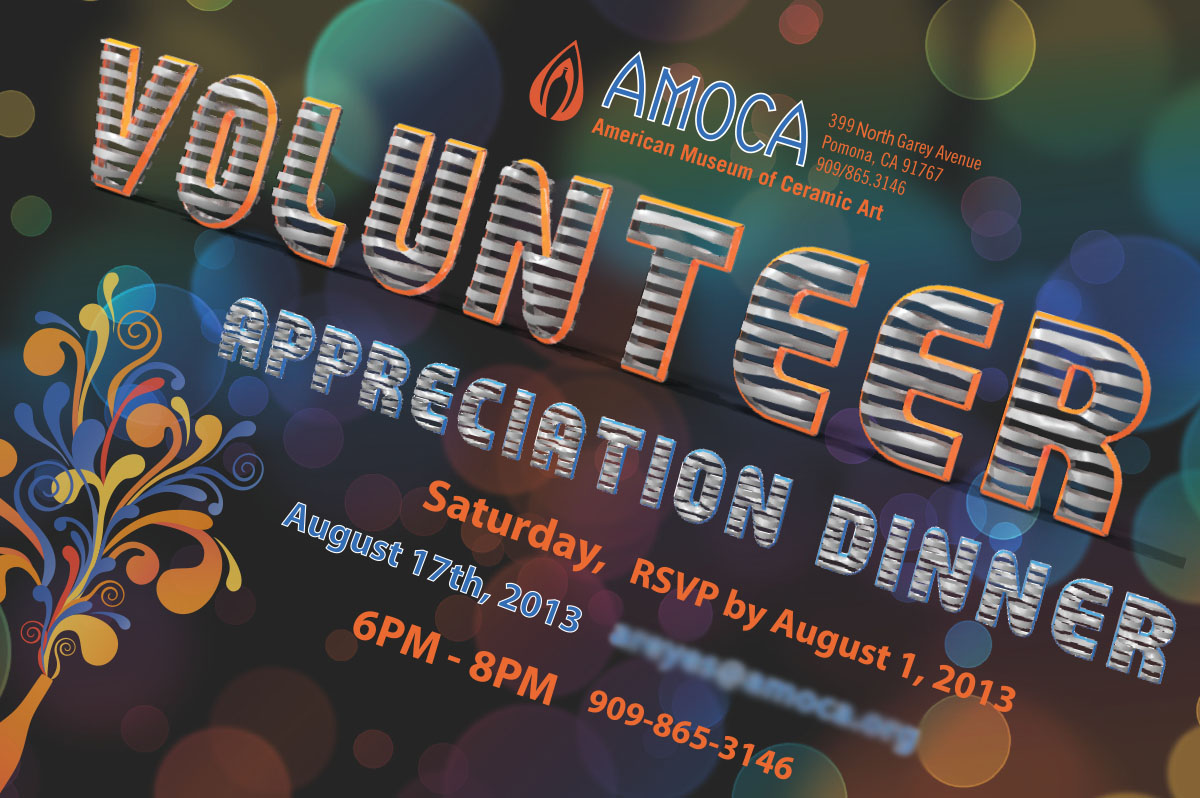 AMOCA
American Museum of Ceramic Art
399 North Garey Avenue
Pomona, CA 91767
909/865.3146
VOLUNTEER
APPRECIATION DINNER
Saturday,
August 17th, 2013
6PM - 8PM
RSVP by August 1, 2013
909-865-3146